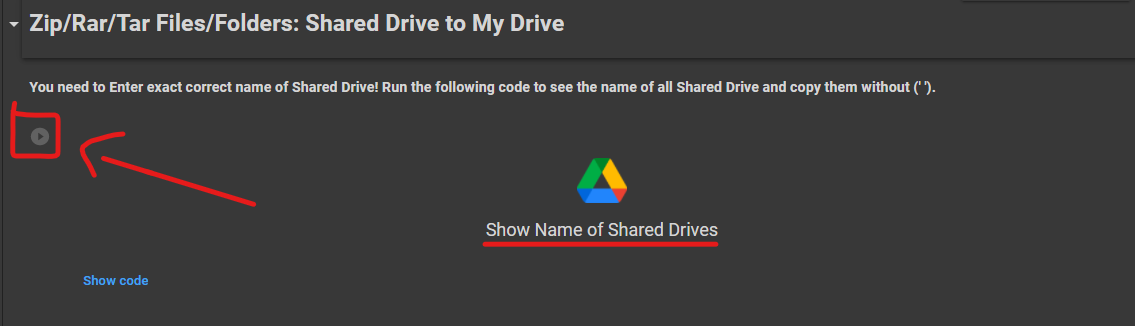 Zip/Rar/Tar Files/Folders: Shared Drive to My Drive
You need to Enter exact correct name of Shared Drive! Run the following code to see the name of all Shared Drive and copy them without (' ').
Show Name of Shared Drives
Show code